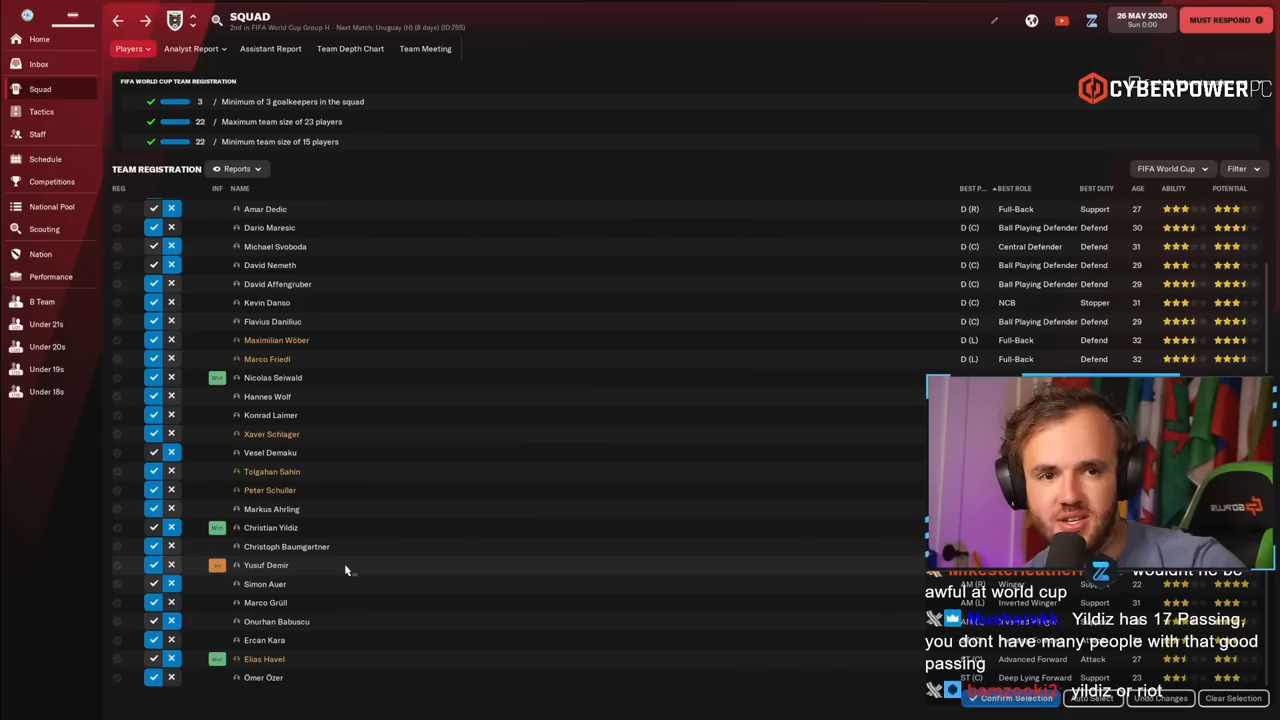 SQUAD
2nd in FIFA World Cup Group H - Next Match: Uruguay (H) (8 days) (ID:755)
26 MAY 2030
Sun 0:00
MUST RESPOND
Home
Inbox
Squad
Tactics
Staff
Schedule
Competitions
National Pool
Scouting
Nation
Performance
B Team
Under 21s
Under 20s
Under 19s
Under 18s
Players
Analyst Report
Assistant Report
Team Depth Chart
Team Meeting
CYBERPOWERPC
FIFA WORLD CUP TEAM REGISTRATION
3 / Minimum of 3 goalkeepers in the squad
22 / Maximum team size of 23 players
22 / Minimum team size of 15 players
TEAM REGISTRATION Reports FIFA World Cup Filter
REG INF NAME BEST P... BEST ROLE BEST DUTY AGE ABILITY POTENTIAL
Amar Dedic D (R) Full-Back Support 27
Dario Maresic D (C) Ball Playing Defender Defend 30
Michael Svoboda D (C) Central Defender Defend 31
David Nemeth D (C) Ball Playing Defender Defend 29
David Affengruber D (C) Ball Playing Defender Defend 29
Kevin Danso D (C) NCB Stopper 31
Flavius Daniliuc D (C) Ball Playing Defender Defend 29
Maximilian Wöber D (L) Full-Back Defend 32
Marco Friedl D (L) Full-Back Defend 32
Wnt Nicolas Seiwald
Hannes Wolf
Konrad Laimer
Xaver Schlager
Vesel Demaku
Tolgahan Sahin
Peter Schuller
Markus Ahrling
Wnt Christian Yildiz
Christoph Baumgartner
Yusuf Demir
Simon Auer AM (R) Winger Support 22
Marco Grüll AM (L) Inverted Winger Support 31
Onurhan Babuscu
Ercan Kara
Wnt Elias Havel ST (C) Advanced Forward Attack 27
Ömer Özer ST (C) Deep Lying Forward Support 23
wouldnt he be
awful at world cup
Yildiz has 17 Passing,
you dont have many people with that good
passing
bamzooki2: yildiz or riot
Confirm Selection Auto Select Undo Changes Clear Selection